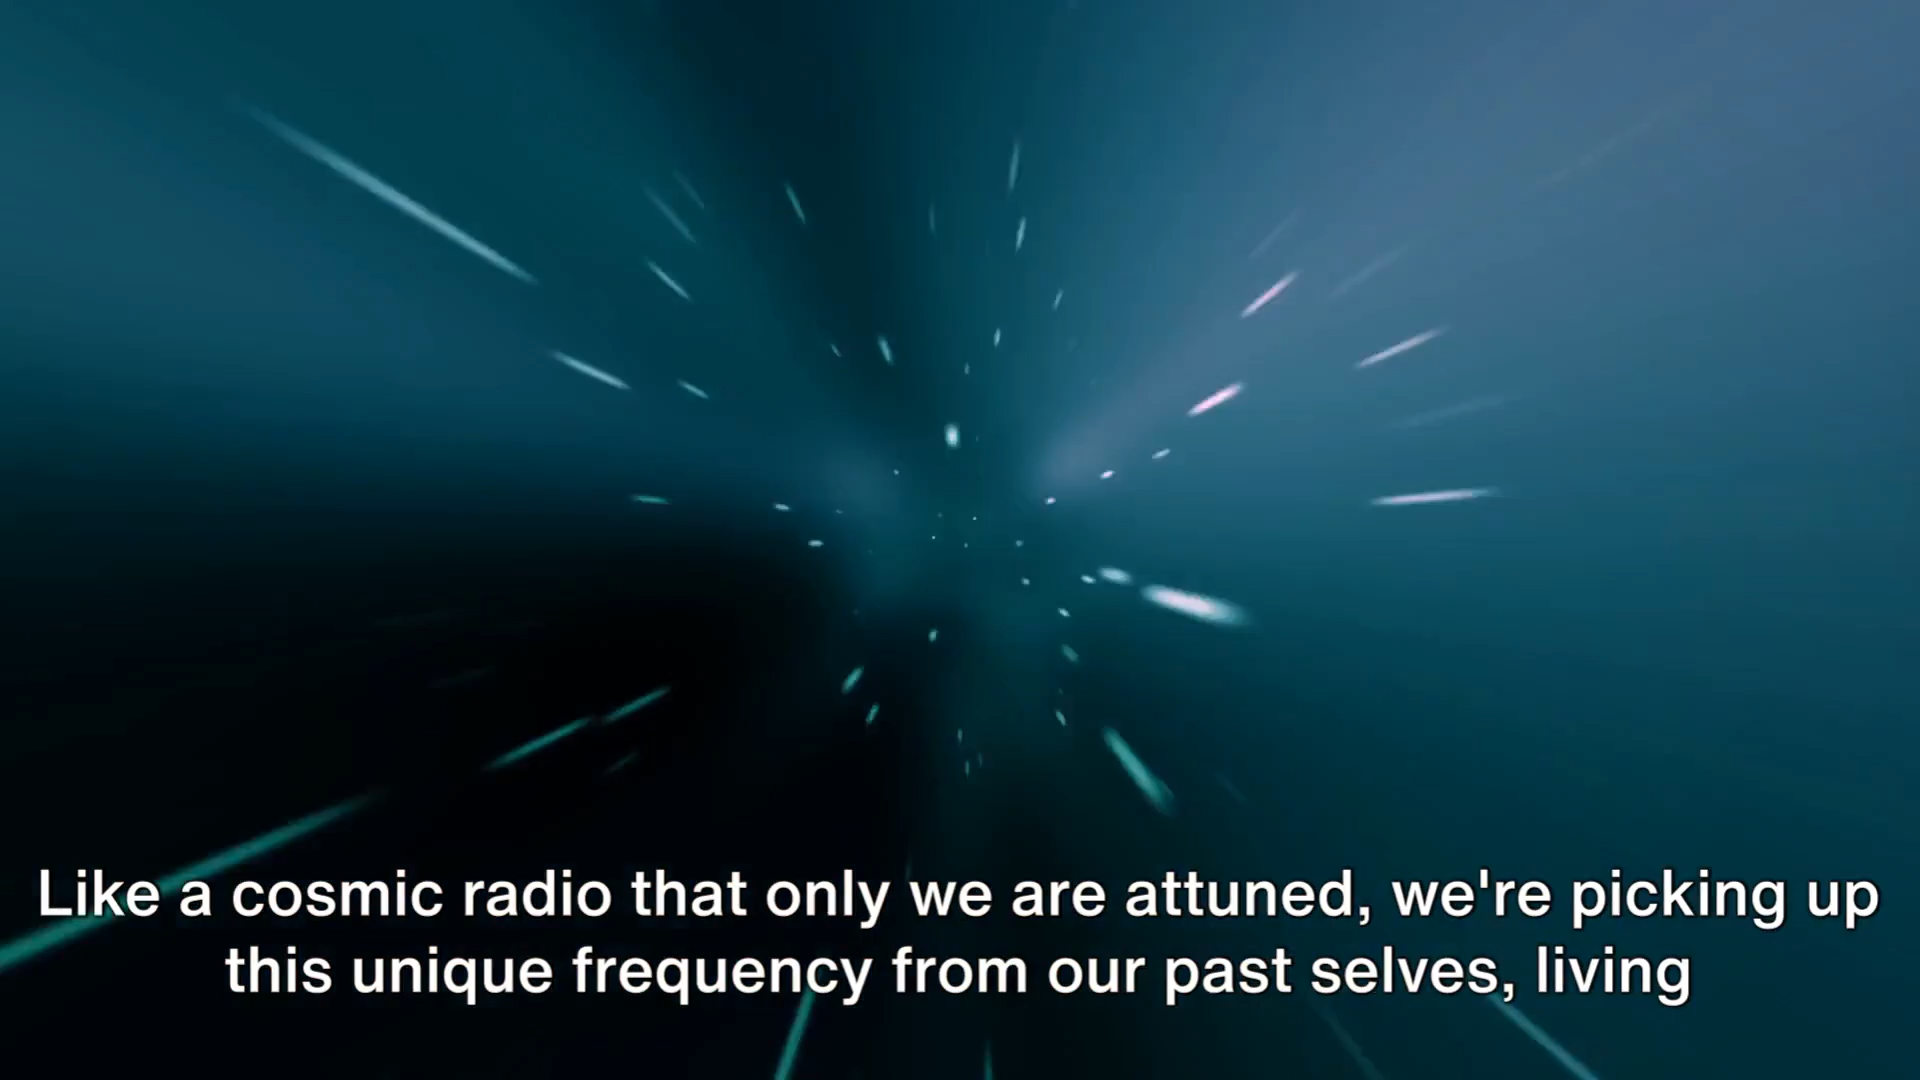 Like a cosmic radio that only we are attuned, we're picking up
this unique frequency from our past selves, living